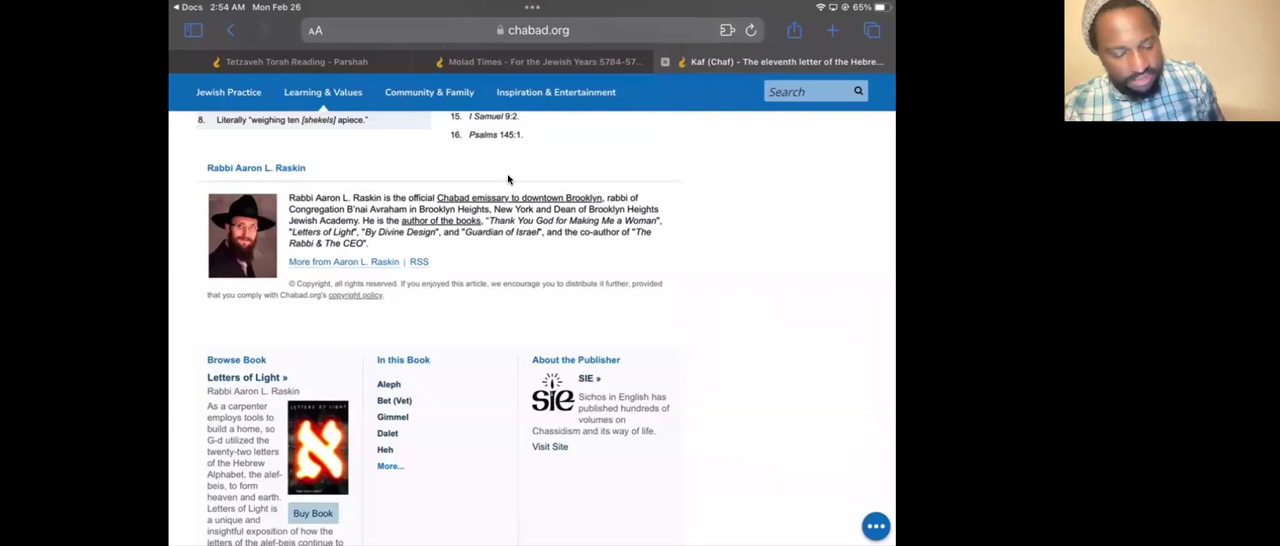 Docs 2:54 AM Mon Feb 26 65%
AA chabad.org
Tetzaveh Torah Reading - Parshah
Molad Times - For the Jewish Years 5784-57...
Kaf (Chaf) - The eleventh letter of the Hebre...
Jewish Practice Learning & Values Community & Family Inspiration & Entertainment Search
8. Literally "weighing ten [shekels] apiece."
15. I Samuel 9:2.
16. Psalms 145:1.
Rabbi Aaron L. Raskin
Rabbi Aaron L. Raskin is the official Chabad emissary to downtown Brooklyn, rabbi of
Congregation B'nai Avraham in Brooklyn Heights, New York and Dean of Brooklyn Heights
Jewish Academy. He is the author of the books, "Thank You God for Making Me a Woman",
"Letters of Light", "By Divine Design", and "Guardian of Israel", and the co-author of "The
Rabbi & The CEO".
More from Aaron L. Raskin | RSS
© Copyright, all rights reserved. If you enjoyed this article, we encourage you to distribute it further, provided
that you comply with Chabad.org's copyright policy.
Browse Book
Letters of Light »
Rabbi Aaron L. Raskin
As a carpenter
employs tools to
build a home, so
G-d utilized the
twenty-two letters
of the Hebrew
Alphabet, the alef-
beis, to form
heaven and earth.
Letters of Light is
a unique and
insightful exposition of how the
letters of the alef-beis continue to
LETTERS OF LIGHT
א
Buy Book
In this Book
Aleph
Bet (Vet)
Gimmel
Dalet
Heh
More...
About the Publisher
sie
SIE »
Sichos in English has
published hundreds of
volumes on
Chassidism and its way of life.
Visit Site